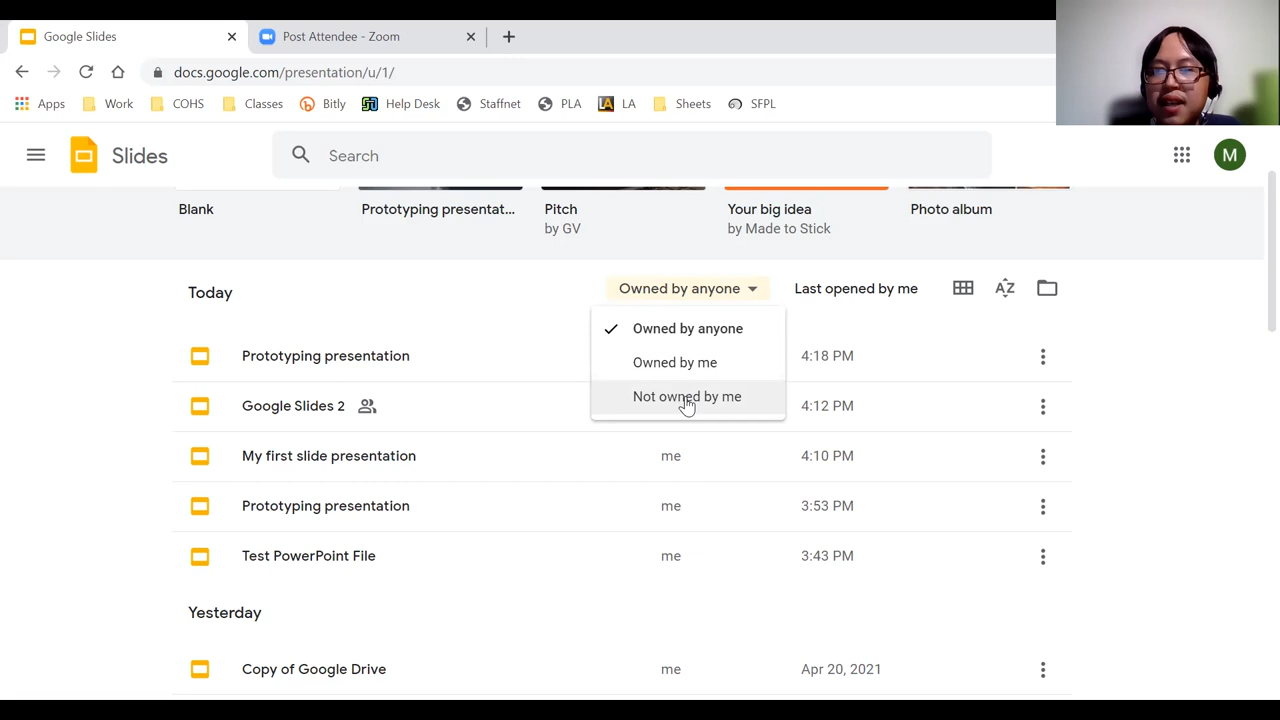 Google Slides
Post Attendee - Zoom
docs.google.com/presentation/u/1/
Apps Work COHS Classes Bitly Help Desk Staffnet PLA LA Sheets SFPL
Slides
Search
M
Blank
Prototyping presentat...
Pitch
by GV
Your big idea
by Made to Stick
Photo album
Today
Owned by anyone
Last opened by me
AZ
Owned by anyone
Owned by me
Not owned by me
Prototyping presentation 4:18 PM
Google Slides 2 4:12 PM
My first slide presentation me 4:10 PM
Prototyping presentation me 3:53 PM
Test PowerPoint File me 3:43 PM
Yesterday
Copy of Google Drive me Apr 20, 2021